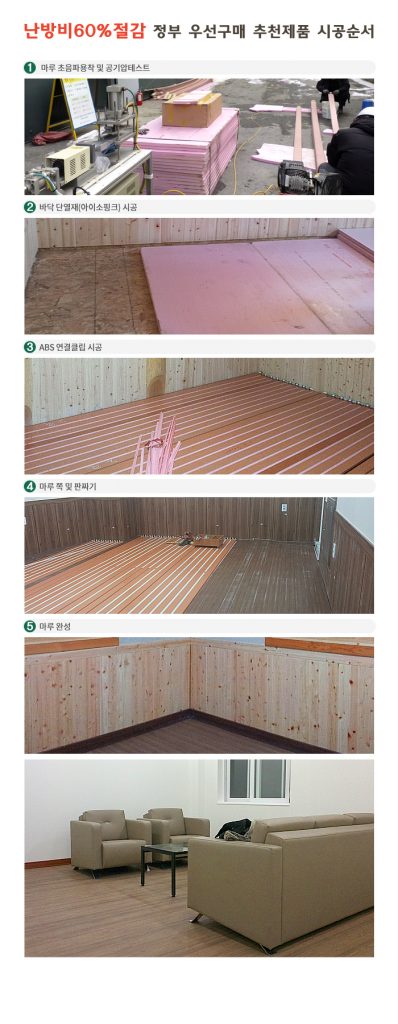 난방비60%절감 정부 우선구매 추천제품 시공순서
1 마루 초음파용착 및 공기압테스트
2 바닥 단열재(아이소핑크) 시공
3 ABS 연결클립 시공
4 마루 쪽 및 판짜기
5 마루 완성